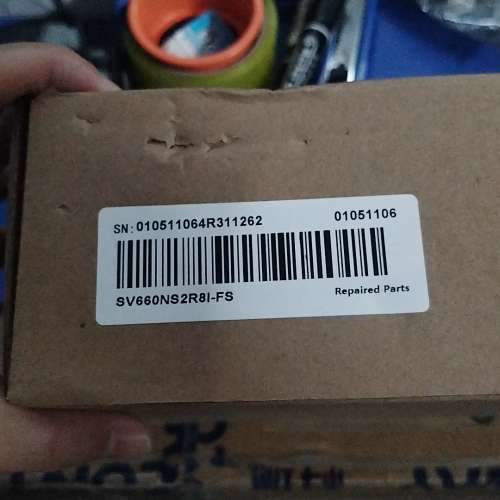 SN: 010511064R311262 01051106
SV660NS2R8I-FS Repaired Parts